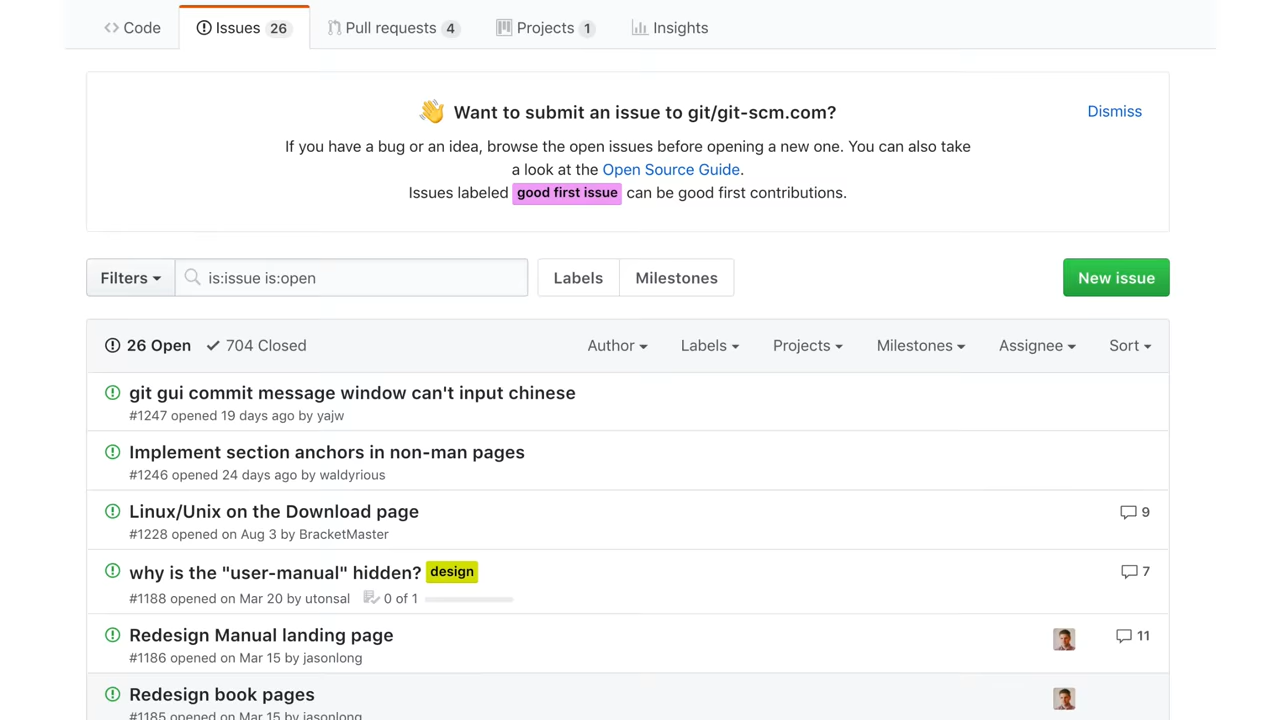 Code Issues 26 Pull requests 4 Projects 1 Insights
Want to submit an issue to git/git-scm.com? Dismiss
If you have a bug or an idea, browse the open issues before opening a new one. You can also take
a look at the Open Source Guide.
Issues labeled good first issue can be good first contributions.
Filters is:issue is:open Labels Milestones New issue
26 Open 704 Closed Author Labels Projects Milestones Assignee Sort
git gui commit message window can't input chinese
#1247 opened 19 days ago by yajw
Implement section anchors in non-man pages
#1246 opened 24 days ago by waldyrious
Linux/Unix on the Download page 9
#1228 opened on Aug 3 by BracketMaster
why is the "user-manual" hidden? design 7
#1188 opened on Mar 20 by utonsal 0 of 1
Redesign Manual landing page 11
#1186 opened on Mar 15 by jasonlong
Redesign book pages
#1185 opened on Mar 15 by jasonlong